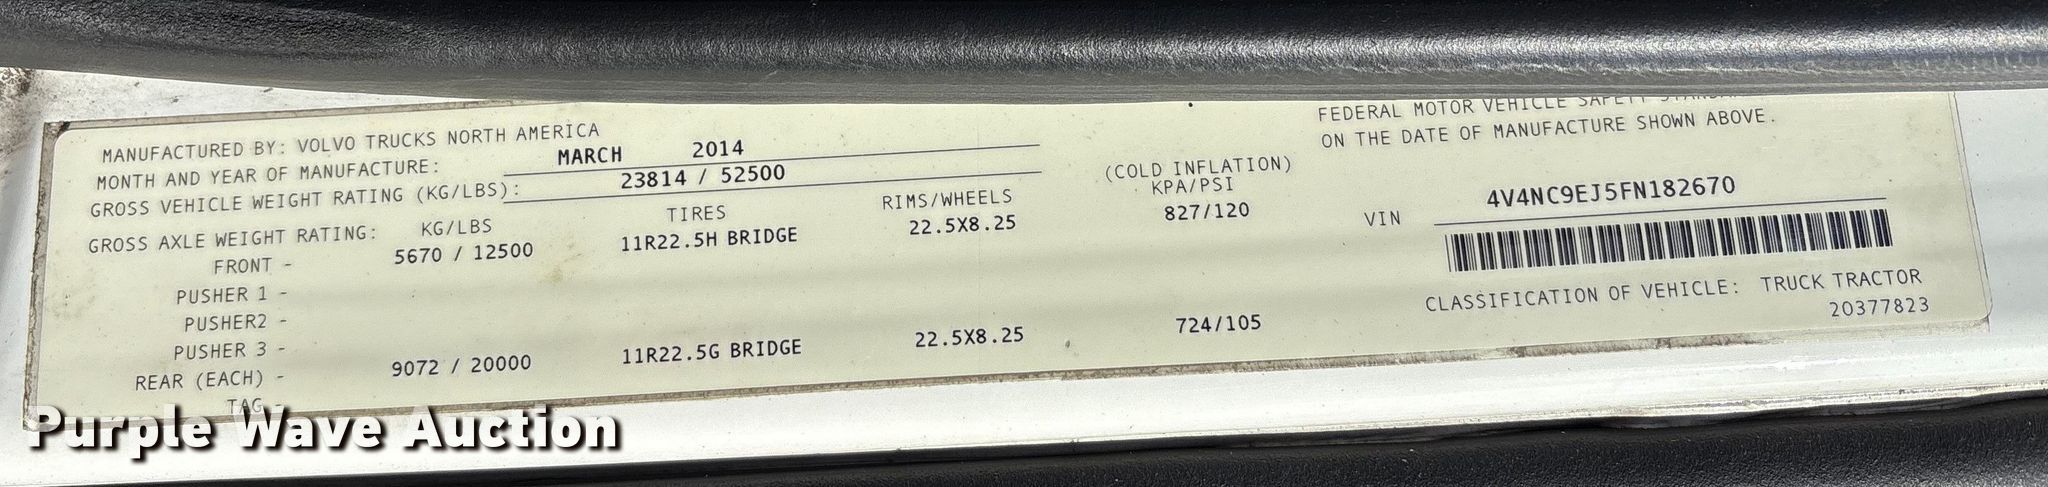 MANUFACTURED BY: VOLVO TRUCKS NORTH AMERICA
MONTH AND YEAR OF MANUFACTURE: MARCH 2014
GROSS VEHICLE WEIGHT RATING (KG/LBS): 23814 / 52500
GROSS AXLE WEIGHT RATING: KG/LBS TIRES RIMS/WHEELS (COLD INFLATION) KPA/PSI
FRONT - 5670 / 12500 11R22.5H BRIDGE 22.5X8.25 827/120
PUSHER 1 -
PUSHER2 -
PUSHER 3 -
REAR (EACH) - 9072 / 20000 11R22.5G BRIDGE 22.5X8.25 724/105
TAG -
FEDERAL MOTOR VEHICLE SAFETY
ON THE DATE OF MANUFACTURE SHOWN ABOVE.
VIN 4V4NC9EJ5FN182670
CLASSIFICATION OF VEHICLE: TRUCK TRACTOR
20377823
Purple Wave Auction